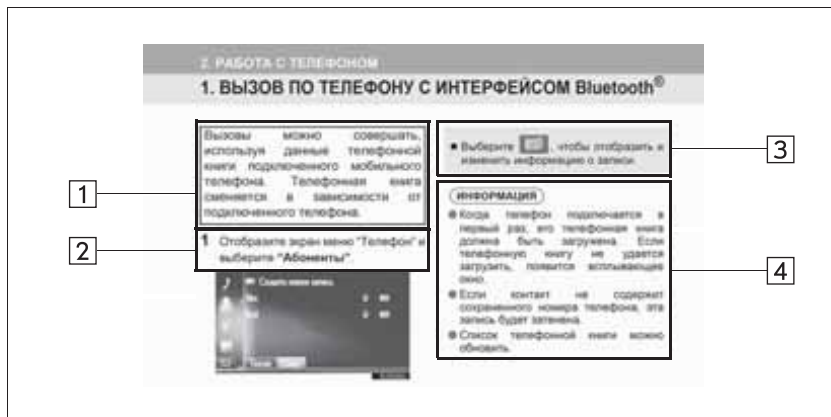 2. РАБОТА С ТЕЛЕФОНОМ
1. ВЫЗОВ ПО ТЕЛЕФОНУ С ИНТЕРФЕЙСОМ Bluetooth®
Вызовы можно совершать,
используя данные телефонной
книги подключенного мобильного
телефона. Телефонная книга
сменяется в зависимости от
подключенного телефона.
1
1 Отобразите экран меню "Телефон" и
выберите "Абоненты".
2
■ Выберите , чтобы отобразить и
изменить информацию о записи.
3
ИНФОРМАЦИЯ
● Когда телефон подключается в
первый раз, его телефонная книга
должна быть загружена. Если
телефонную книгу не удается
загрузить, появится всплывающее
окно.
● Если контакт не содержит
сохраненного номера телефона, эта
запись будет затенена.
● Список телефонной книги можно
обновить.
4